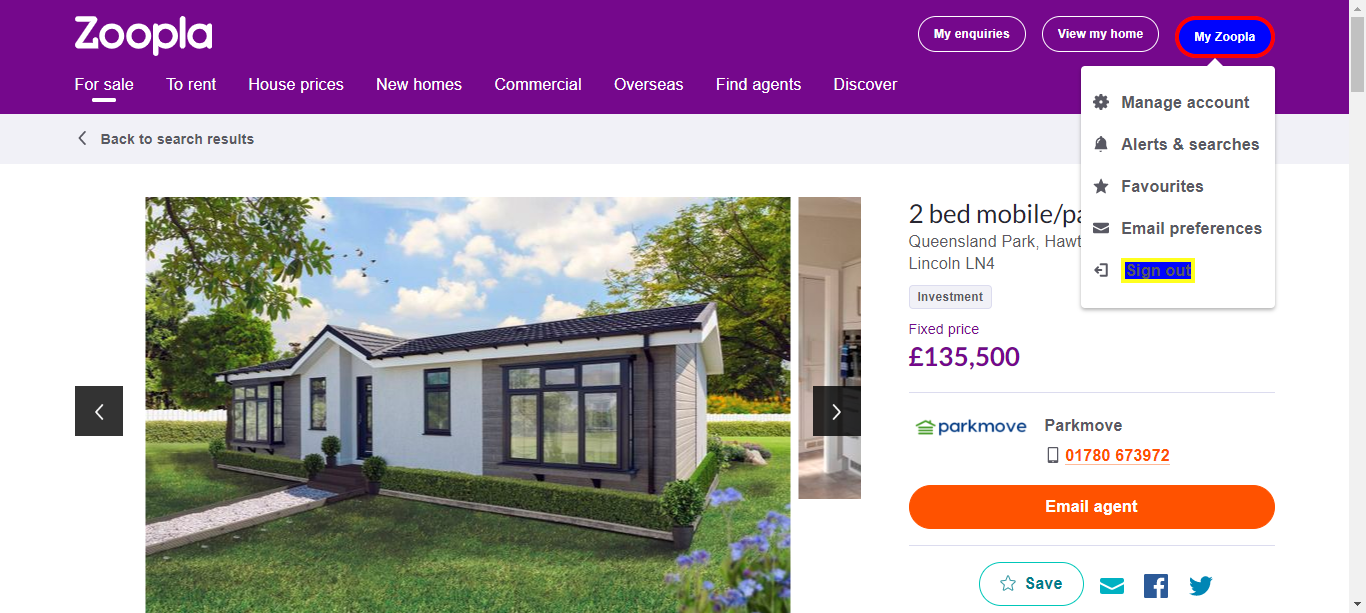 Zoopla
My enquiries
View my home
My Zoopla
For sale
To rent
House prices
New homes
Commercial
Overseas
Find agents
Discover
Manage account
Alerts & searches
Favourites
Email preferences
Sign out
Back to search results
2 bed mobile/pa
Queensland Park, Hawt
Lincoln LN4
Investment
Fixed price
£135,500
parkmove
Parkmove
01780 673972
Email agent
Save